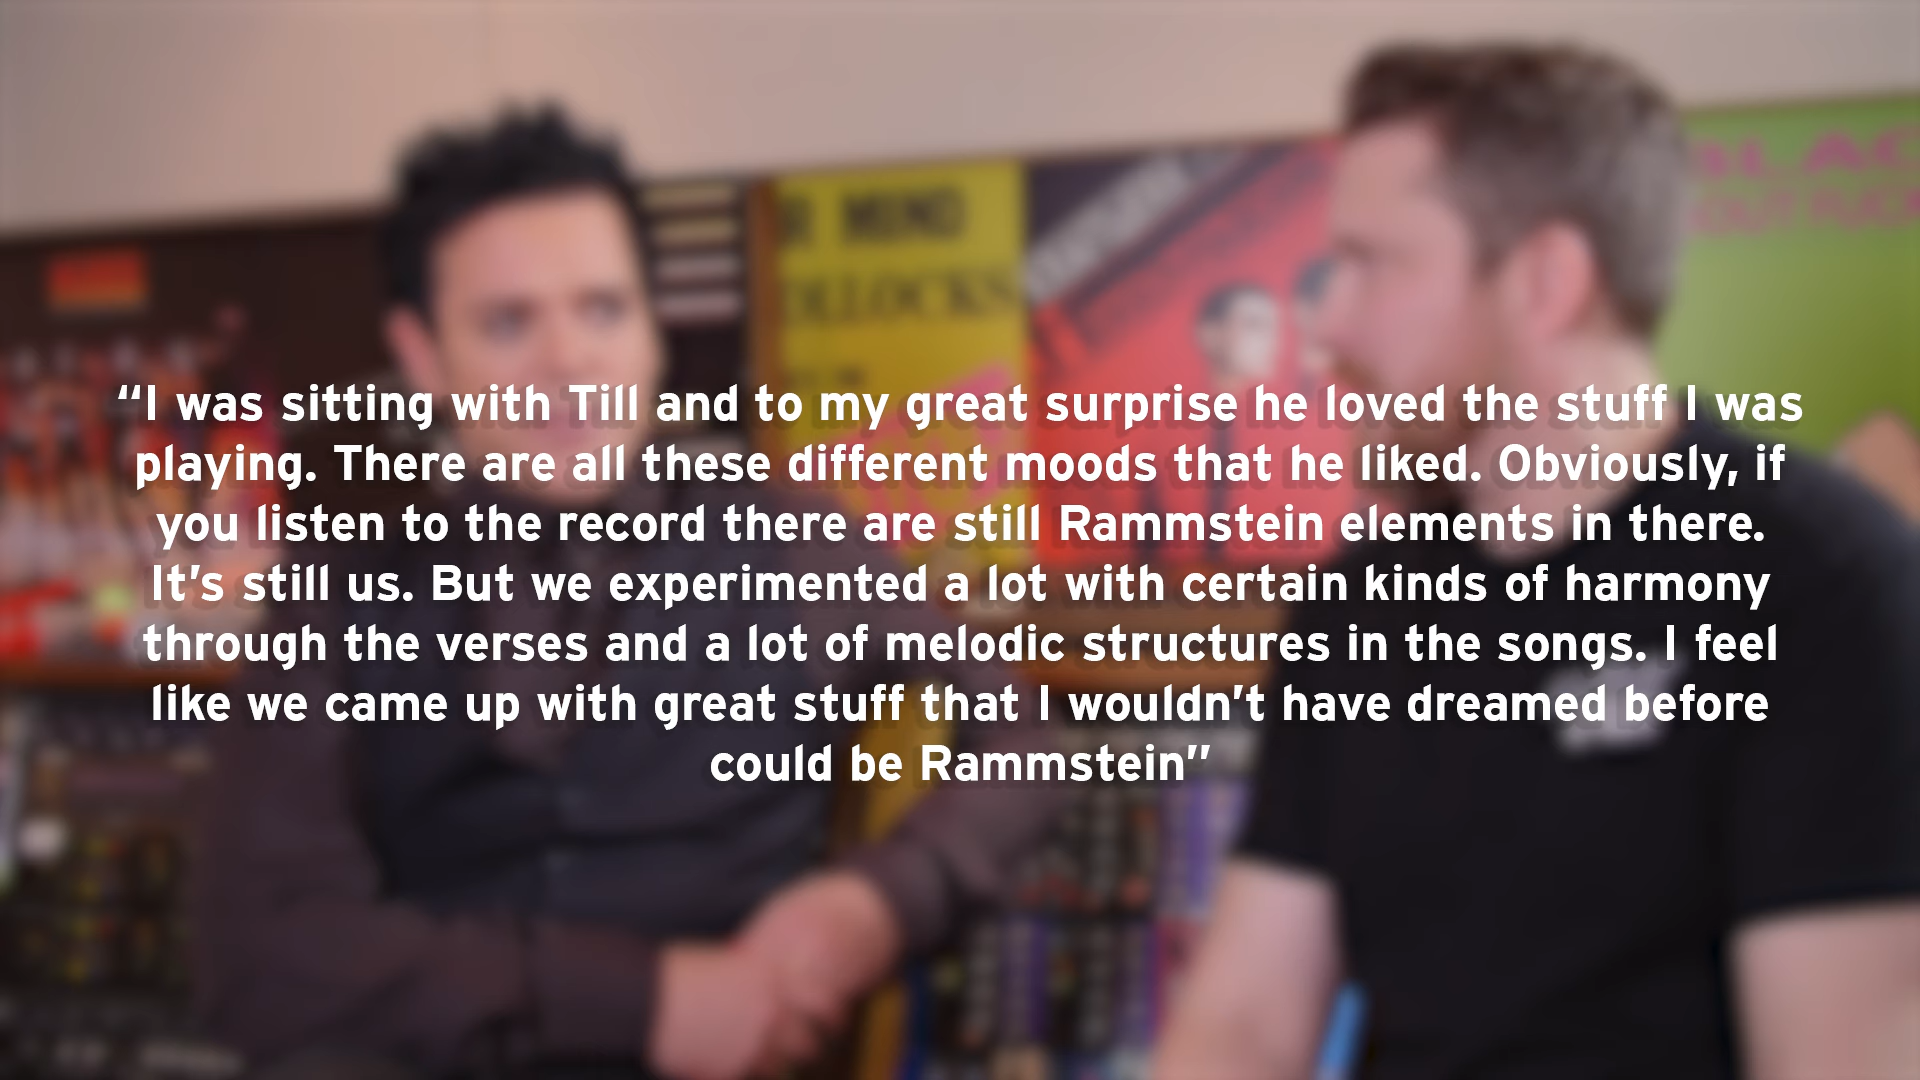 “I was sitting with Till and to my great surprise he loved the stuff I was
playing. There are all these different moods that he liked. Obviously, if
you listen to the record there are still Rammstein elements in there.
It’s still us. But we experimented a lot with certain kinds of harmony
through the verses and a lot of melodic structures in the songs. I feel
like we came up with great stuff that I wouldn’t have dreamed before
could be Rammstein”
R MIND
OLLOCKS
BLAC